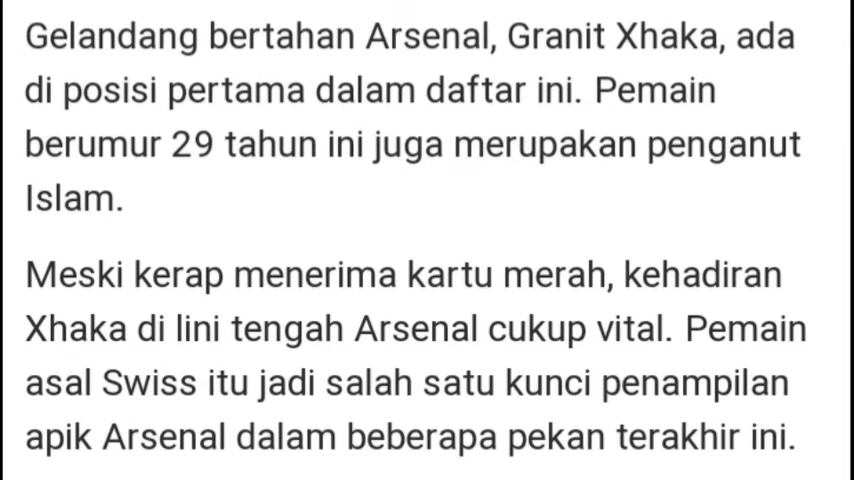 Gelandang bertahan Arsenal, Granit Xhaka, ada
di posisi pertama dalam daftar ini. Pemain
berumur 29 tahun ini juga merupakan penganut
Islam.
Meski kerap menerima kartu merah, kehadiran
Xhaka di lini tengah Arsenal cukup vital. Pemain
asal Swiss itu jadi salah satu kunci penampilan
apik Arsenal dalam beberapa pekan terakhir ini.